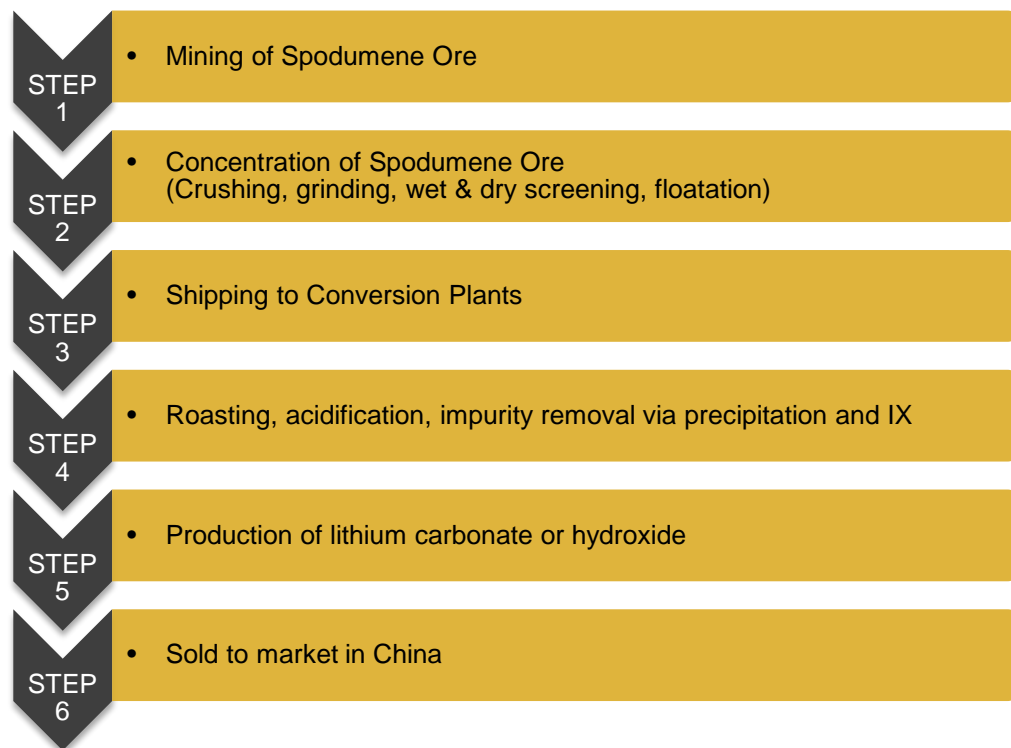 STEP
1
• Mining of Spodumene Ore
STEP
2
• Concentration of Spodumene Ore
(Crushing, grinding, wet & dry screening, floatation)
STEP
3
• Shipping to Conversion Plants
STEP
4
• Roasting, acidification, impurity removal via precipitation and IX
STEP
5
• Production of lithium carbonate or hydroxide
STEP
6
• Sold to market in China